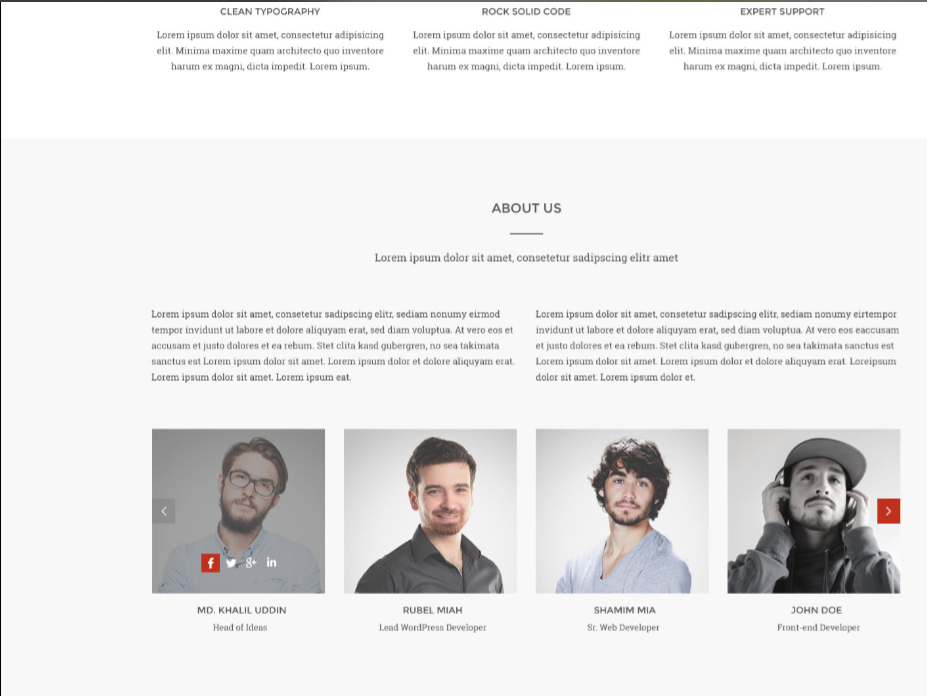 CLEAN TYPOGRAPHY
Lorem ipsum dolor sit amet, consectetur adipisicing
elit. Minima maxime quam architecto quo inventore
harum ex magni, dicta impedit. Lorem ipsum.
ROCK SOLID CODE
Lorem ipsum dolor sit amet, consectetur adipisicing
elit. Minima maxime quam architecto quo inventore
harum ex magni, dicta impedit. Lorem ipsum.
EXPERT SUPPORT
Lorem ipsum dolor sit amet, consectetur adipisicing
elit. Minima maxime quam architecto quo inventore
harum ex magni, dicta impedit. Lorem ipsum.
ABOUT US
Lorem ipsum dolor sit amet, consetetur sadipscing elitr amet
Lorem ipsum dolor sit amet, consetetur sadipscing elitr, sediam nonumy eirmod
tempor invidunt ut labore et dolore aliquyam erat, sed diam voluptua. At vero eos et
accusam et justo dolores et ea rebum. Stet clita kasd gubergren, no sea takimata
sanctus est Lorem ipsum dolor sit amet. Lorem ipsum dolor et dolore aliquyam erat.
Lorem ipsum dolor sit amet. Lorem ipsum eat.
Lorem ipsum dolor sit amet, consetetur sadipscing elitr, sediam nonumy eirtempor
invidunt ut labore et dolore aliquyam erat, sed diam voluptua. At vero eos eaccusam
et justo dolores et ea rebum. Stet clita kasd gubergren, no sea takimata sanctus est
Lorem ipsum dolor sit amet. Lorem ipsum dolor et dolore aliquyam erat. Loreipsum
dolor sit amet. Lorem ipsum dolor et.
f g+ in
MD. KHALIL UDDIN
Head of Ideas
RUBEL MIAH
Lead WordPress Developer
SHAMIM MIA
Sr. Web Developer
JOHN DOE
Front-end Developer